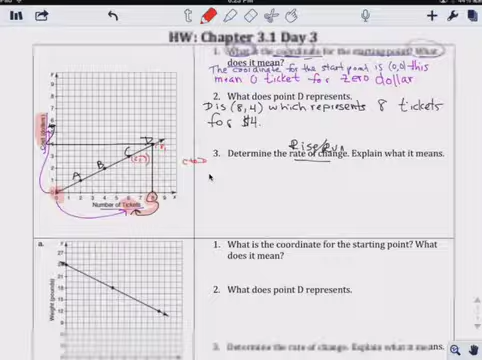 HW: Chapter 3.1 Day 3
1. What is the coordinate for the starting point? What
does it mean?
The coordinate for the start point is (0,0) this
mean 0 ticket for zero dollar
2. What does point D represents.
D is (8,4) which represents 8 tickets
for $4.
Rise/Run
3. Determine the rate of change. Explain what it means.
A
B
C
D
Number of Tickets
a.
Weight (pounds)
1. What is the coordinate for the starting point? What
does it mean?
2. What does point D represents.
3. Determine the rate of change. Explain what it means.